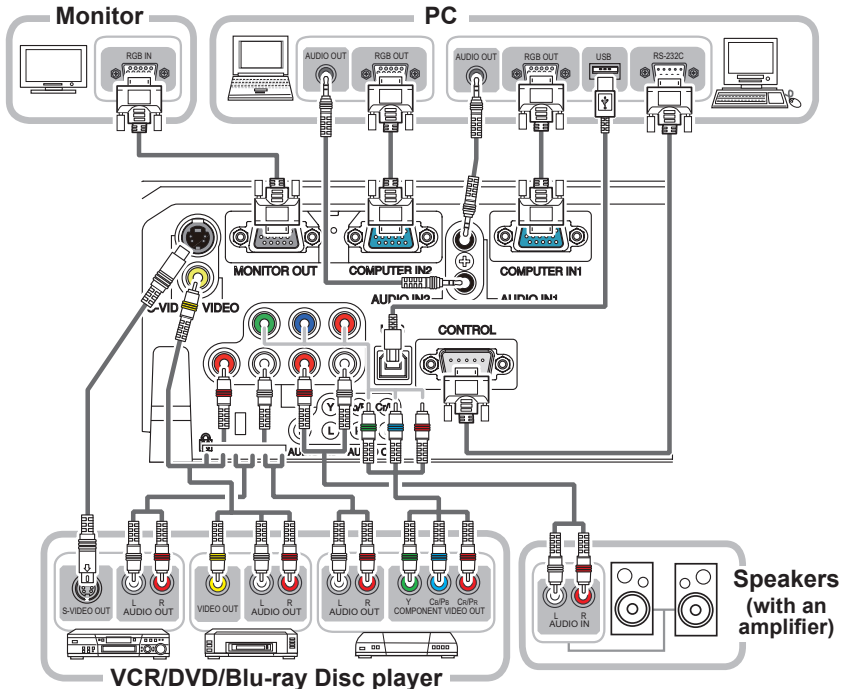 Monitor
PC
RGB IN
AUDIO OUT
RGB OUT
AUDIO OUT
RGB OUT
USB
RS-232C
MONITOR OUT
COMPUTER IN2
COMPUTER IN1
VIDEO
AUDIO IN2
AUDIO IN1
CONTROL
Y
L
S-VIDEO OUT
L
R
AUDIO OUT
VIDEO OUT
L
R
AUDIO OUT
L
R
AUDIO OUT
Y
CB/PB
CR/PR
COMPONENT VIDEO OUT
L
R
AUDIO IN
Speakers
(with an
amplifier)
VCR/DVD/Blu-ray Disc player